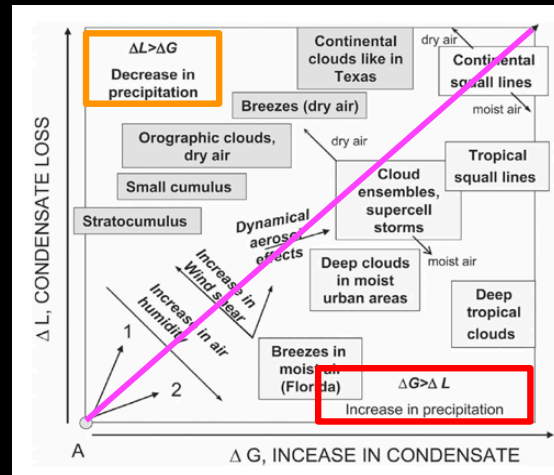 ΔL>ΔG
Decrease in
precipitation
Continental
clouds like in
Texas
dry air
Continental
squall lines
moist air
Breezes (dry air)
Orographic clouds,
dry air
dry air
Small cumulus
Cloud
ensembles,
supercell
storms
Tropical
squall lines
Stratocumulus
Dynamical
aerosol
effects
moist air
Increase in
Wind shear
Increase in air
humidity
Deep clouds
in moist
urban areas
Deep
tropical
clouds
1
2
Breezes in
moist air
(Florida)
ΔG>Δ L
Increase in precipitation
A
Δ L, CONDENSATE LOSS
Δ G, INCEASE IN CONDENSATE